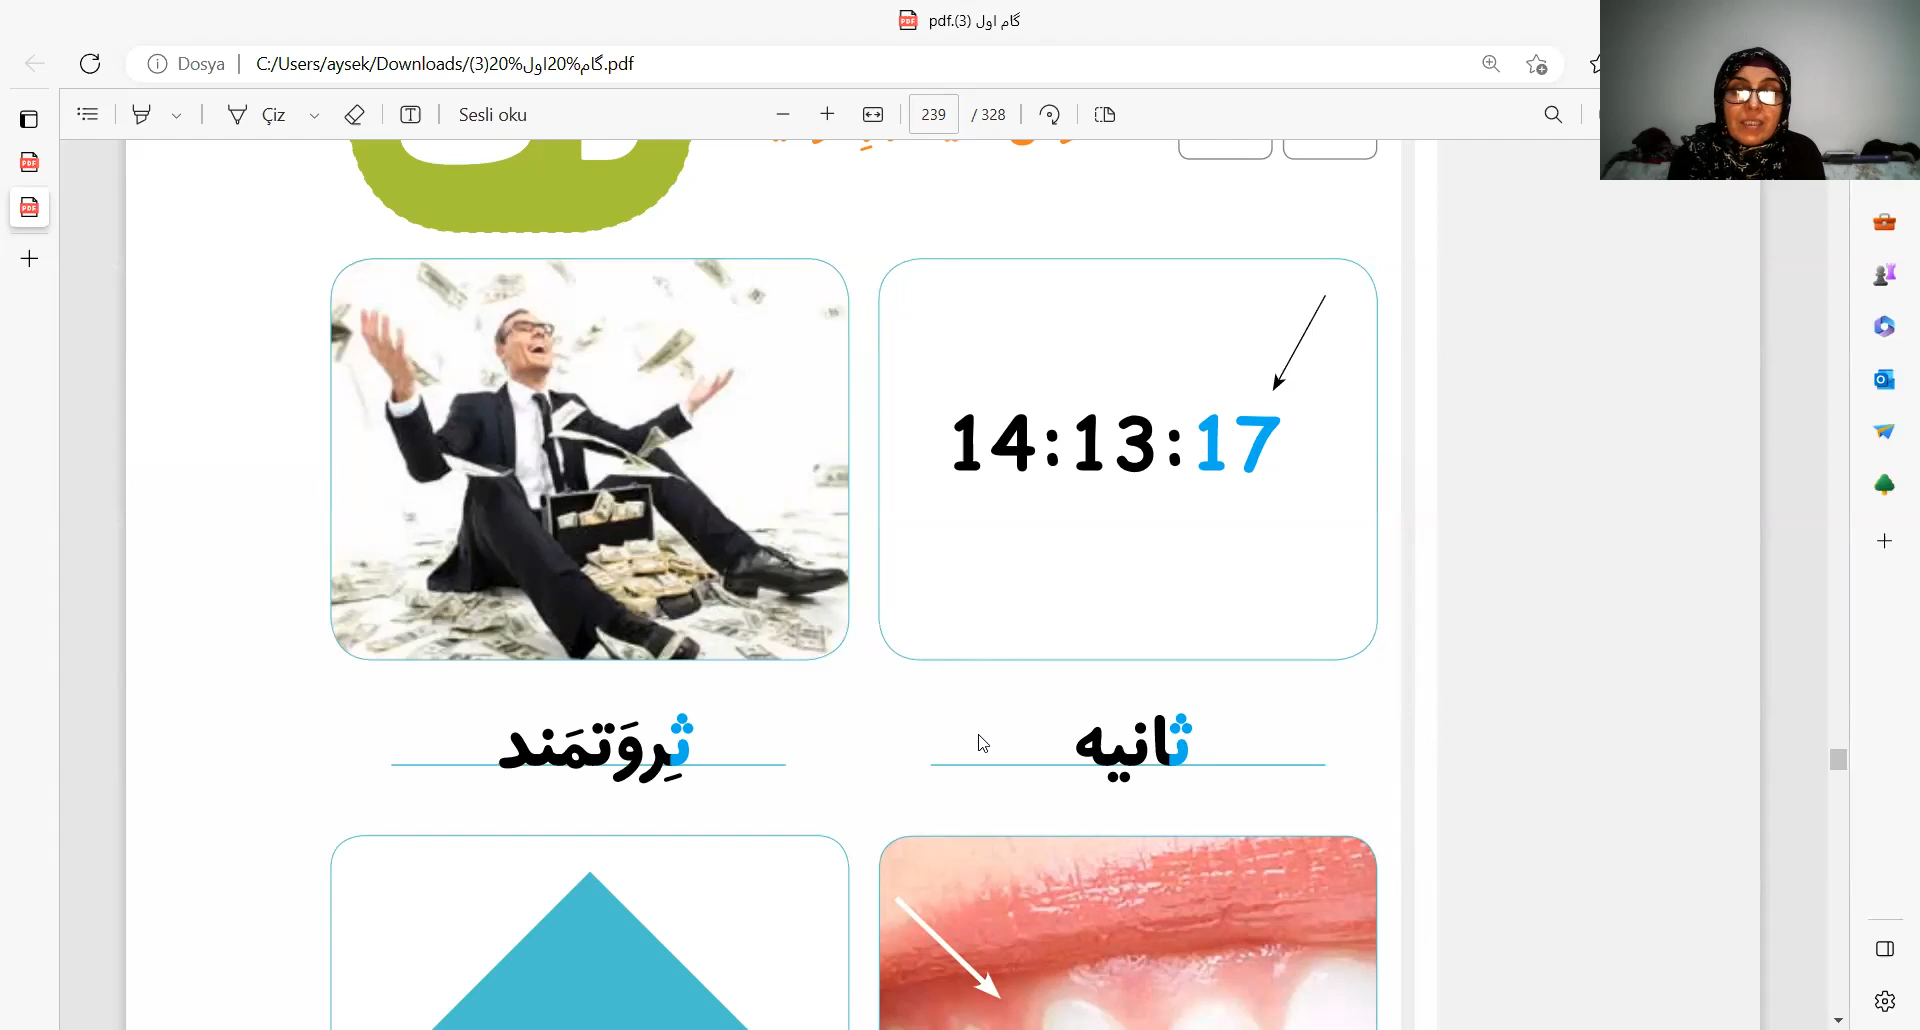 گام اول (3).pdf
Dosya | C:/Users/aysek/Downloads/(3)20%اول20%گام.pdf
Çiz
Sesli oku
239 / 328
14:13:17
ثانیه
ثِروَتمَند